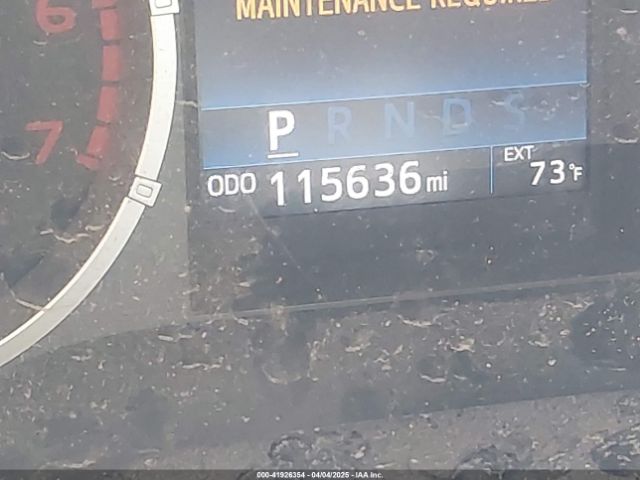 MAINTENANCE REQUIRED
6
7
P R N D S
ODO 115636 mi
EXT
73°F
000-41926354 - 04/04/2025 - IAA Inc.